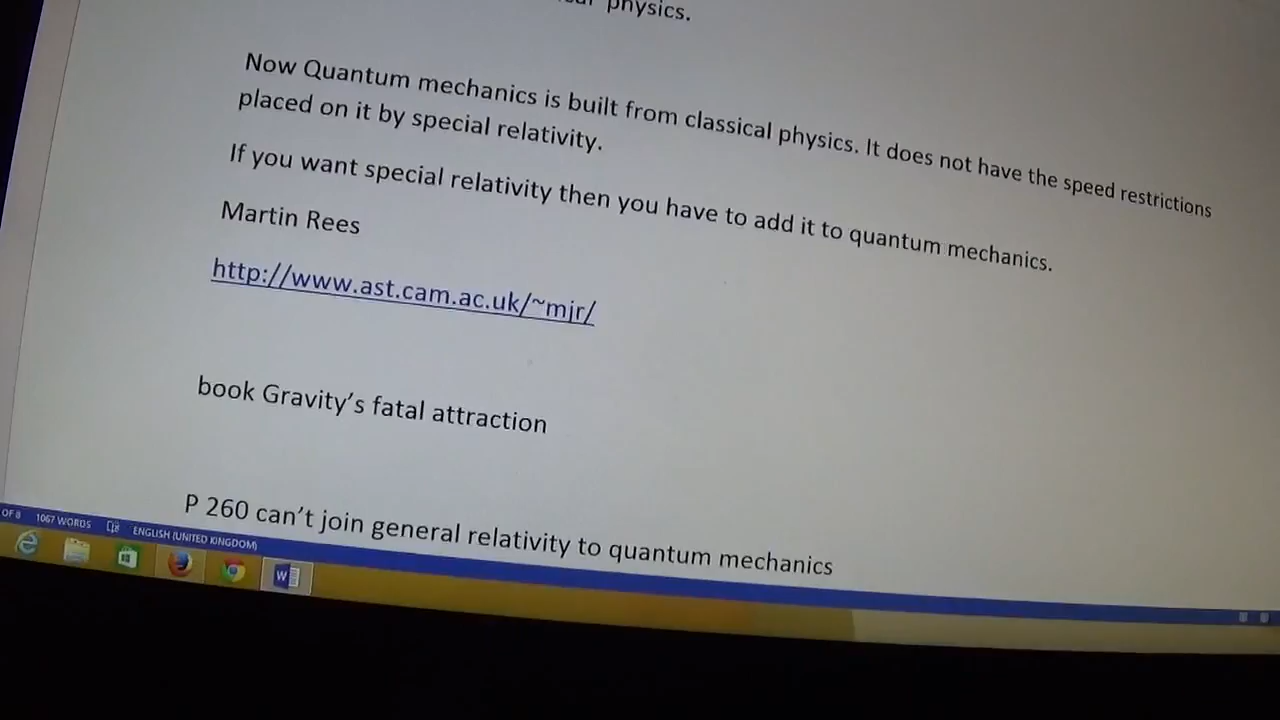 physics.
Now Quantum mechanics is built from classical physics. It does not have the speed restrictions
placed on it by special relativity.
If you want special relativity then you have to add it to quantum mechanics.
Martin Rees
http://www.ast.cam.ac.uk/~mjr/
book Gravity's fatal attraction
P 260 can't join general relativity to quantum mechanics
OF 8 1067 WORDS ENGLISH (UNITED KINGDOM)